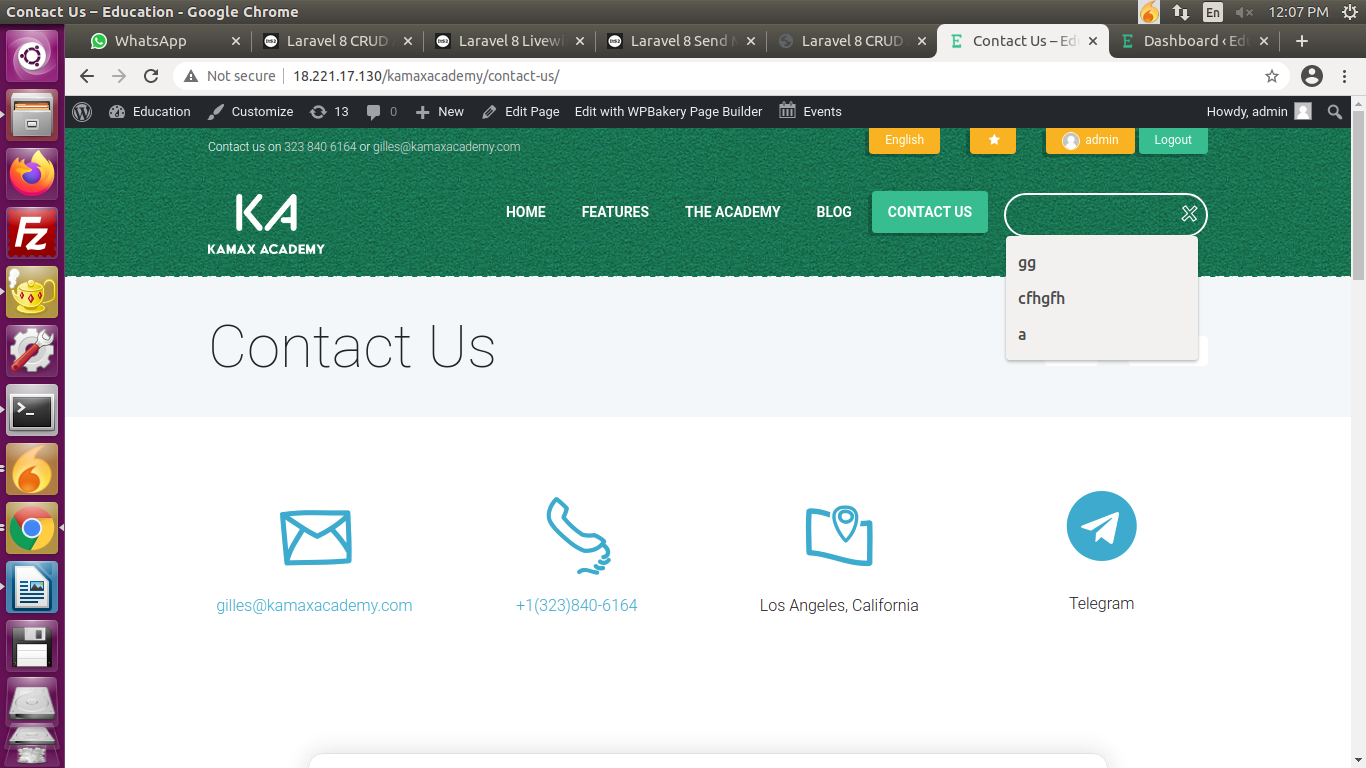 Contact Us – Education - Google Chrome
En
12:07 PM
WhatsApp
Laravel 8 CRUD
Laravel 8 Livewi
Laravel 8 Send M
Laravel 8 CRUD
Contact Us – Ed
Dashboard ‹ Edu
Not secure
18.221.17.130/kamaxacademy/contact-us/
Education
Customize
13
0
New
Edit Page
Edit with WPBakery Page Builder
Events
Howdy, admin
Contact us on 323 840 6164 or gilles@kamaxacademy.com
English
admin
Logout
KA
KAMAX ACADEMY
HOME
FEATURES
THE ACADEMY
BLOG
CONTACT US
gg
cfhgfh
a
Contact Us
gilles@kamaxacademy.com
+1(323)840-6164
Los Angeles, California
Telegram